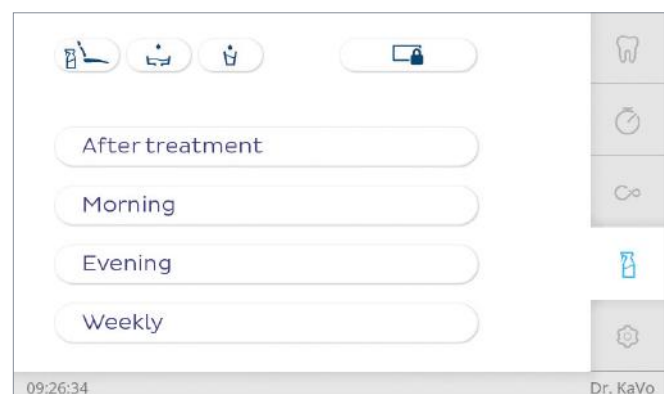 After treatment
Morning
Evening
Weekly
09:26:34 Dr. KaVo